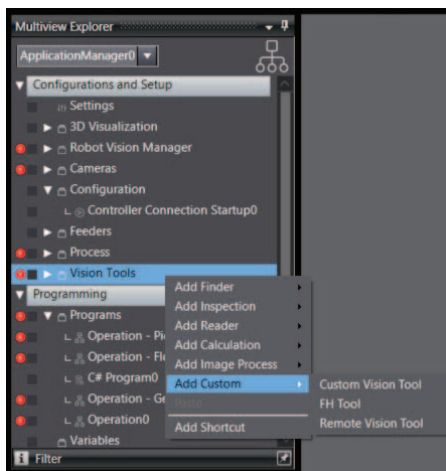 Multiview Explorer
ApplicationManager0
Configurations and Setup
Settings
3D Visualization
Robot Vision Manager
Cameras
Configuration
Controller Connection Startup0
Feeders
Process
Vision Tools
Programming
Programs
Operation - Pi
Operation - Fl
C# Program0
Operation - Ge
Operation0
Variables
Filter
Add Finder
Add Inspection
Add Reader
Add Calculation
Add Image Process
Add Custom
Paste
Add Shortcut
Custom Vision Tool
FH Tool
Remote Vision Tool